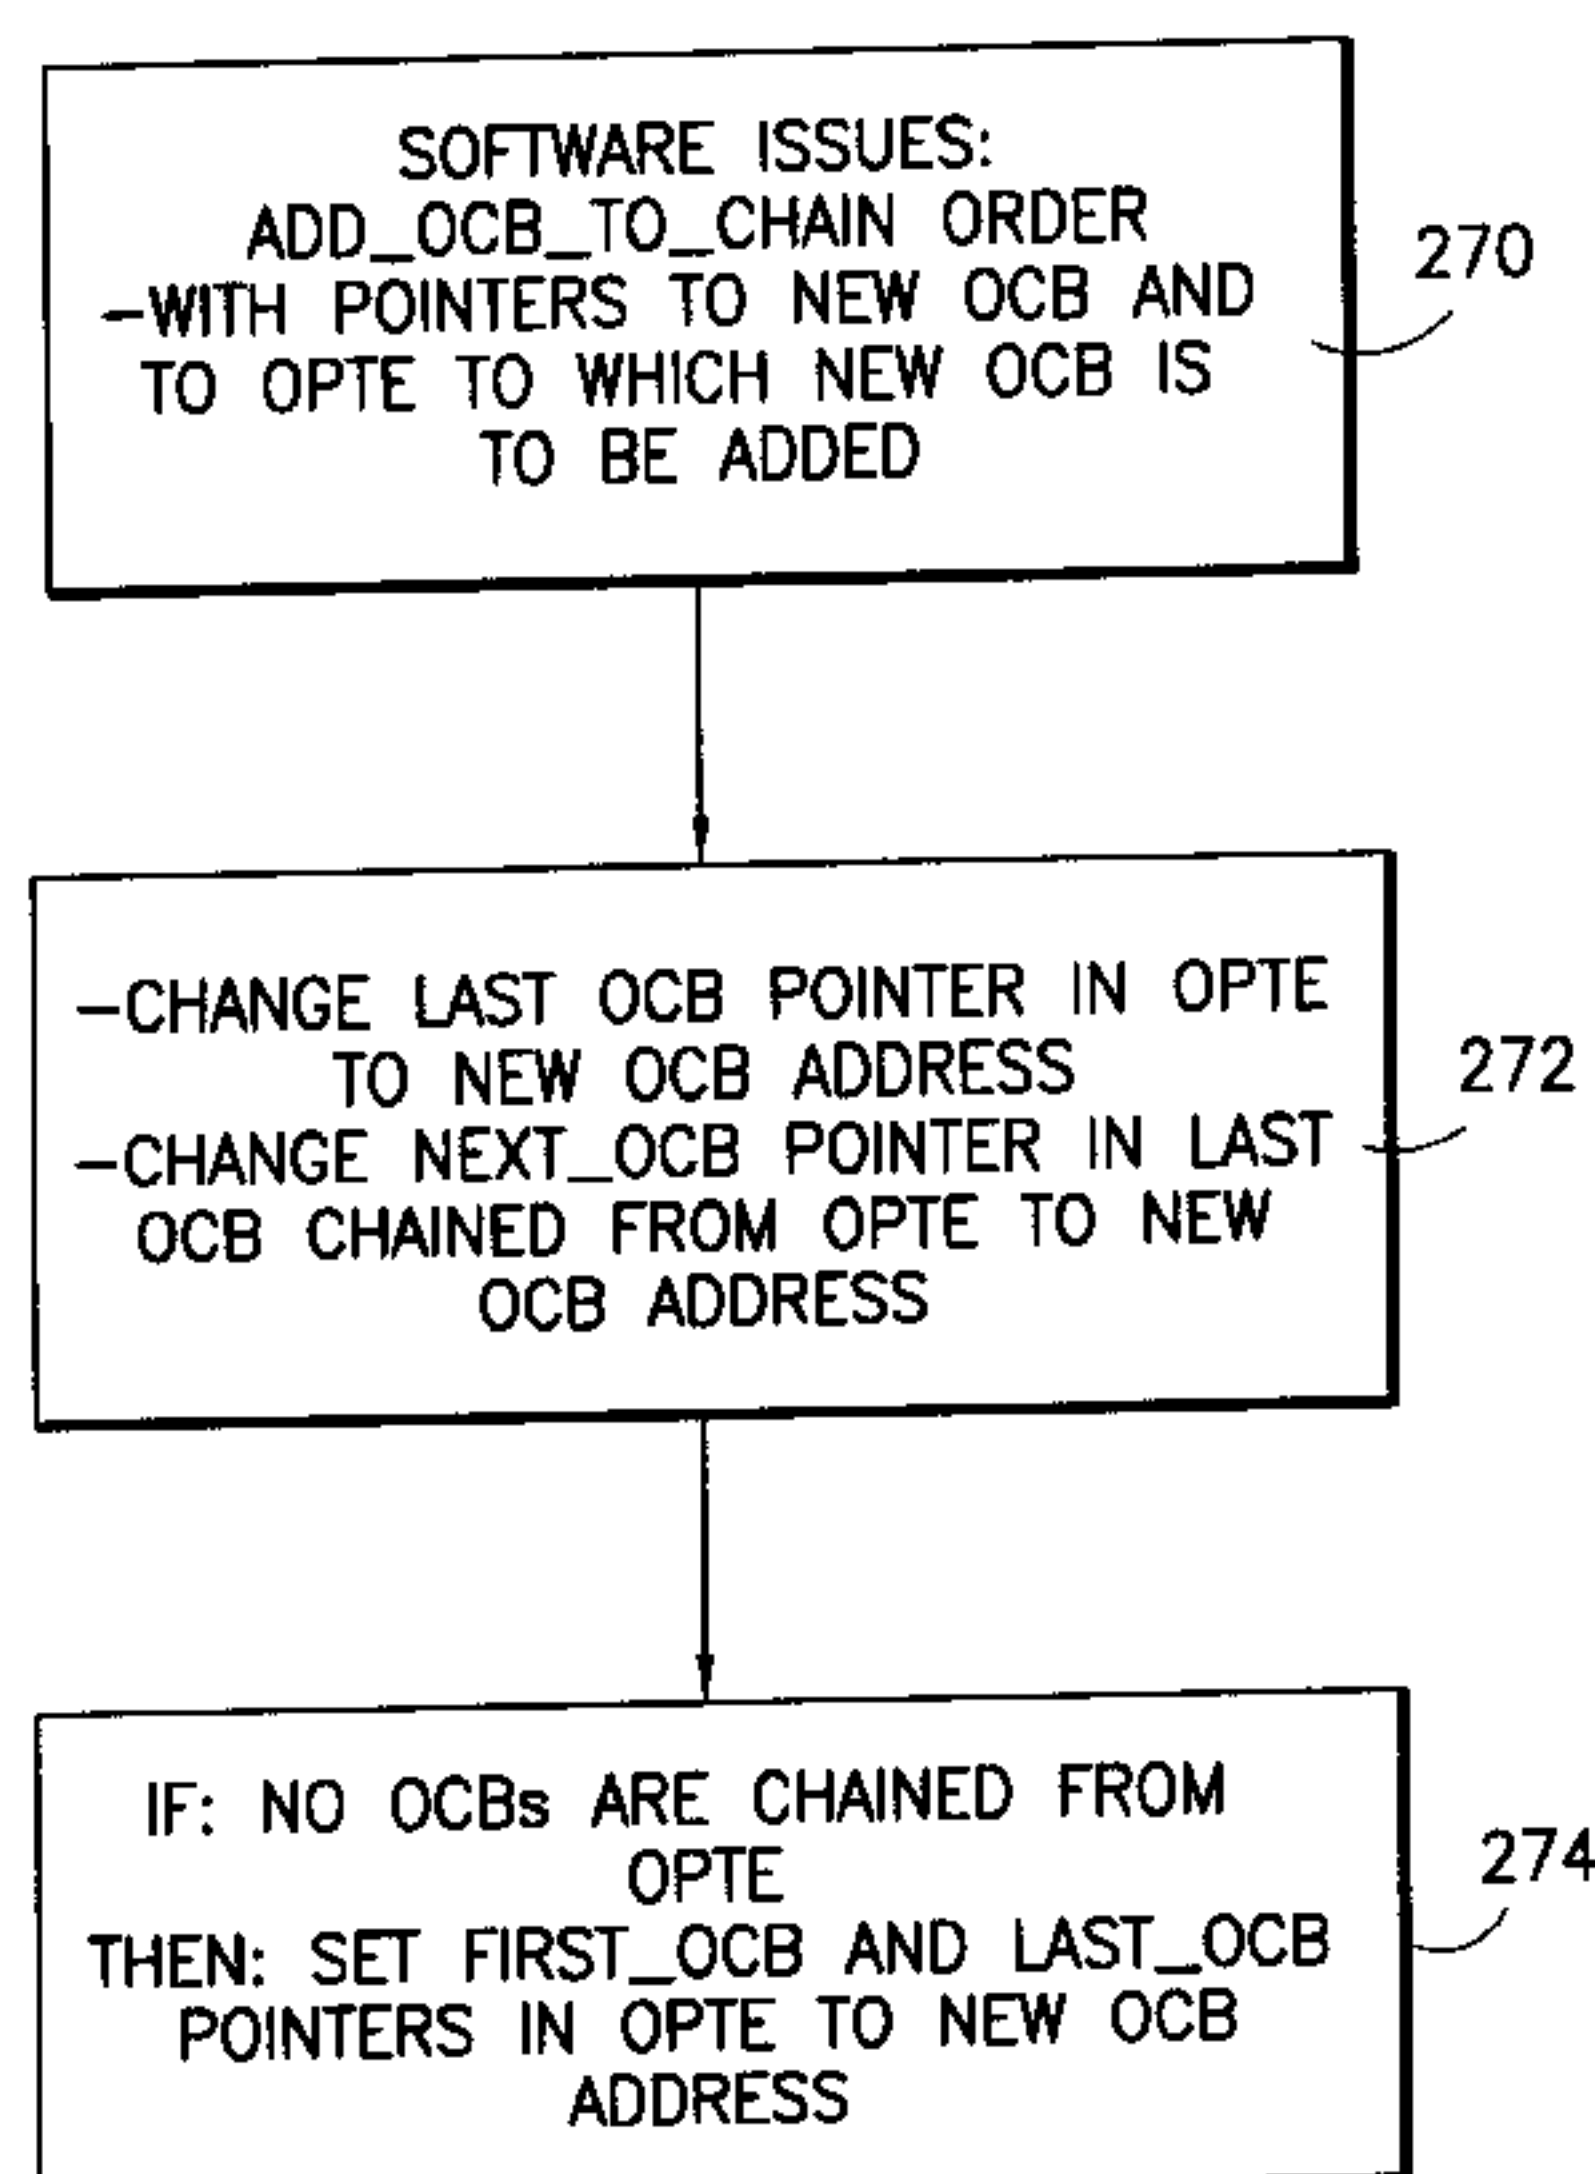 SOFTWARE ISSUES:
ADD_OCB_TO_CHAIN ORDER
-WITH POINTERS TO NEW OCB AND
TO OPTE TO WHICH NEW OCB IS
TO BE ADDED
270
-CHANGE LAST OCB POINTER IN OPTE
TO NEW OCB ADDRESS
-CHANGE NEXT_OCB POINTER IN LAST
OCB CHAINED FROM OPTE TO NEW
OCB ADDRESS
272
IF: NO OCBs ARE CHAINED FROM
OPTE
THEN: SET FIRST_OCB AND LAST_OCB
POINTERS IN OPTE TO NEW OCB
ADDRESS
274